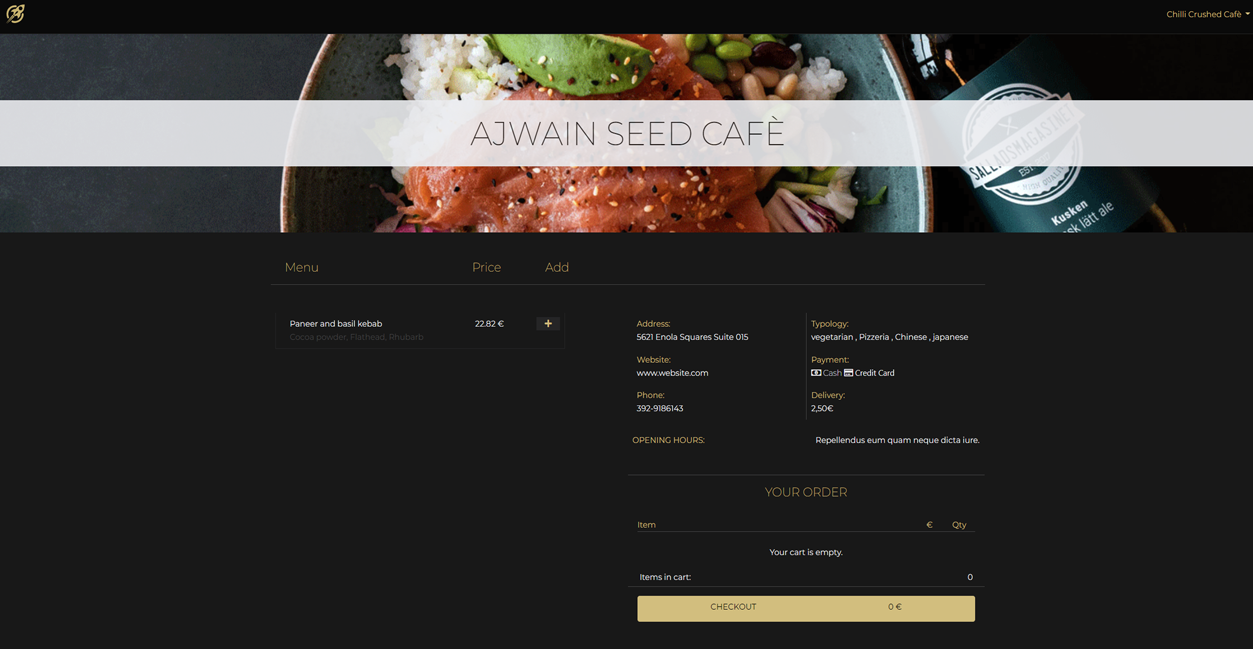 Chilli Crushed Cafè
AJWAIN SEED CAFÈ
SALLADSMAGASINET
Kusken
sk lätt ale
Menu Price Add
Paneer and basil kebab 22.82 € +
Cocoa powder, Flathead, Rhubarb
Address:
5621 Enola Squares Suite 015
Website:
www.website.com
Phone:
392-9186143
Typology:
vegetarian , Pizzeria , Chinese , japanese
Payment:
Cash Credit Card
Delivery:
2,50€
OPENING HOURS: Repellendus eum quam neque dicta iure.
YOUR ORDER
Item € Qty
Your cart is empty.
Items in cart: 0
CHECKOUT 0 €